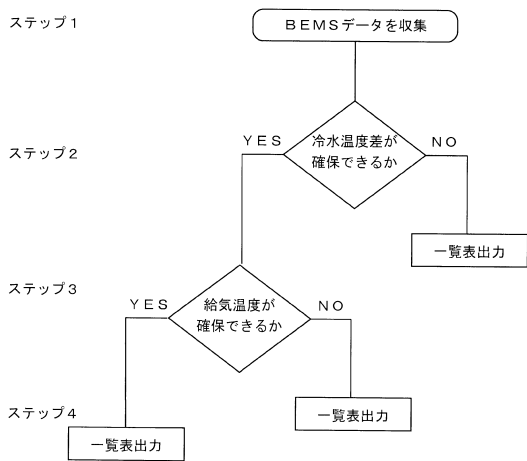 ステップ１
ＢＥＭＳデータを収集
ステップ２
ＹＥＳ
冷水温度差が
確保できるか
ＮＯ
一覧表出力
ステップ３
ＹＥＳ
給気温度が
確保できるか
ＮＯ
ステップ４
一覧表出力
一覧表出力